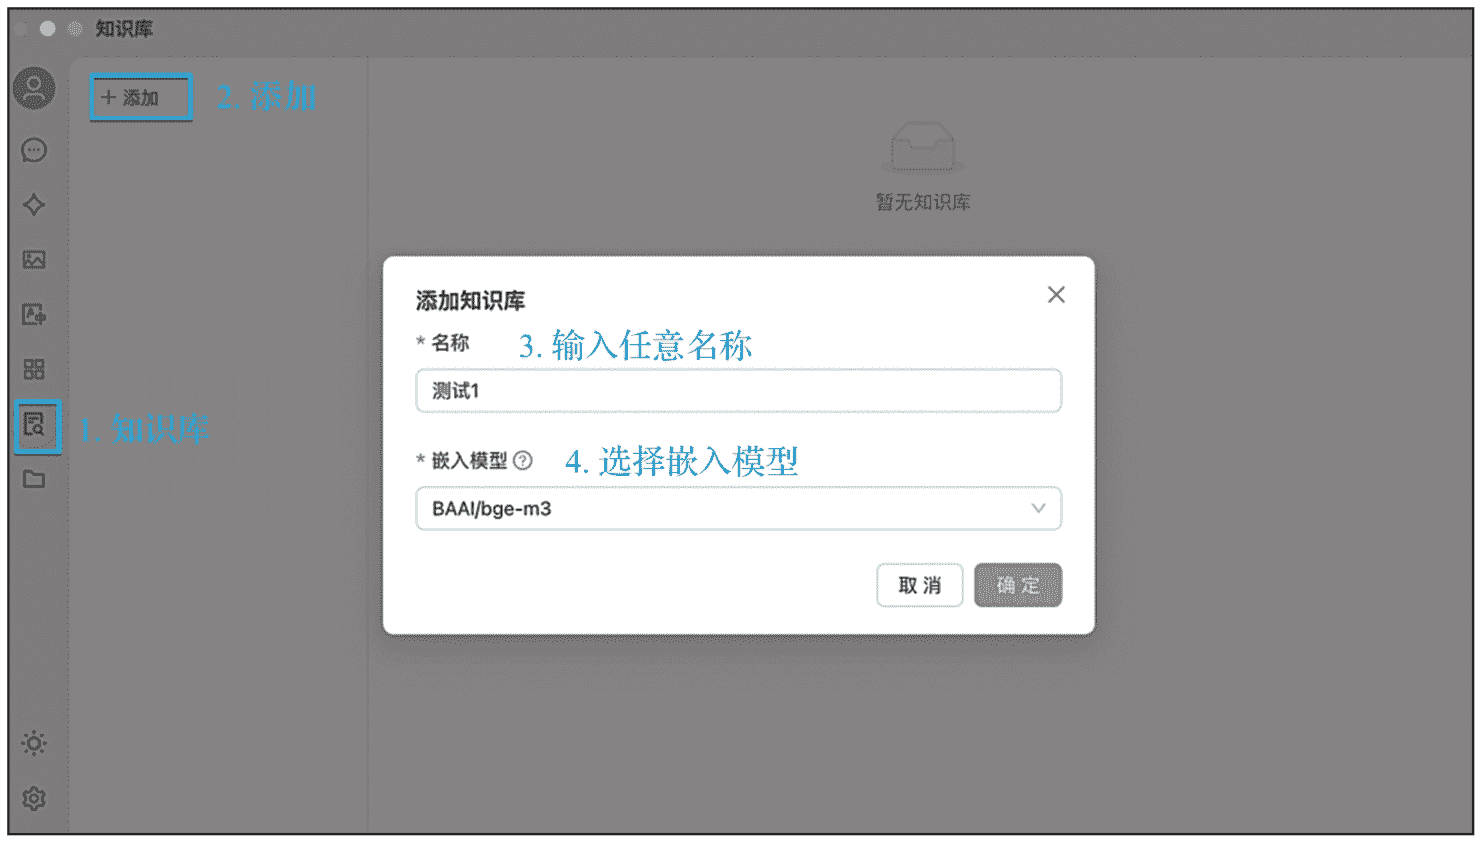 知识库
+ 添加
2. 添加
暂无知识库
添加知识库
* 名称
3. 输入任意名称
测试1
1. 知识库
* 嵌入模型
4. 选择嵌入模型
BAAI/bge-m3
取 消
确 定